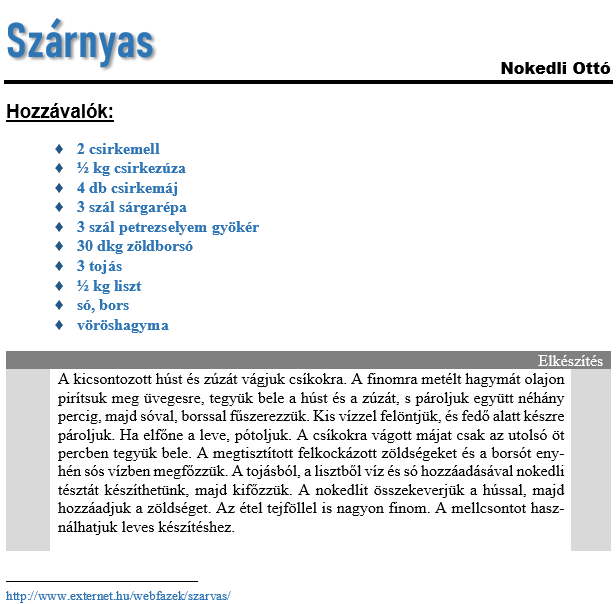 Szárnyas
Nokedli Ottó
Hozzávalók:
♦ 2 csirkemell
♦ ½ kg csirkezúza
♦ 4 db csirkemáj
♦ 3 szál sárgarépa
♦ 3 szál petrezselyem gyökér
♦ 30 dkg zöldborsó
♦ 3 tojás
♦ ½ kg liszt
♦ só, bors
♦ vöröshagyma
Elkészítés
A kicsontozott húst és zúzát vágjuk csíkokra. A finomra metélt hagymát olajon
pirítsuk meg üvegesre, tegyük bele a húst és a zúzát, s pároljuk együtt néhány
percig, majd sóval, borssal fűszerezzük. Kis vízzel felöntjük, és fedő alatt készre
pároljuk. Ha elfőne a leve, pótoljuk. A csíkokra vágott májat csak az utolsó öt
percben tegyük bele. A megtisztított felkockázott zöldségeket és a borsót eny-
hén sós vízben megfőzzük. A tojásból, a lisztből víz és só hozzáadásával nokedli
tésztát készíthetünk, majd kifőzzük. A nokedlit összekeverjük a hússal, majd
hozzáadjuk a zöldséget. Az étel tejföllel is nagyon finom. A mellcsontot hasz-
nálhatjuk leves készítéshez.
http://www.externet.hu/webfazek/szarvas/